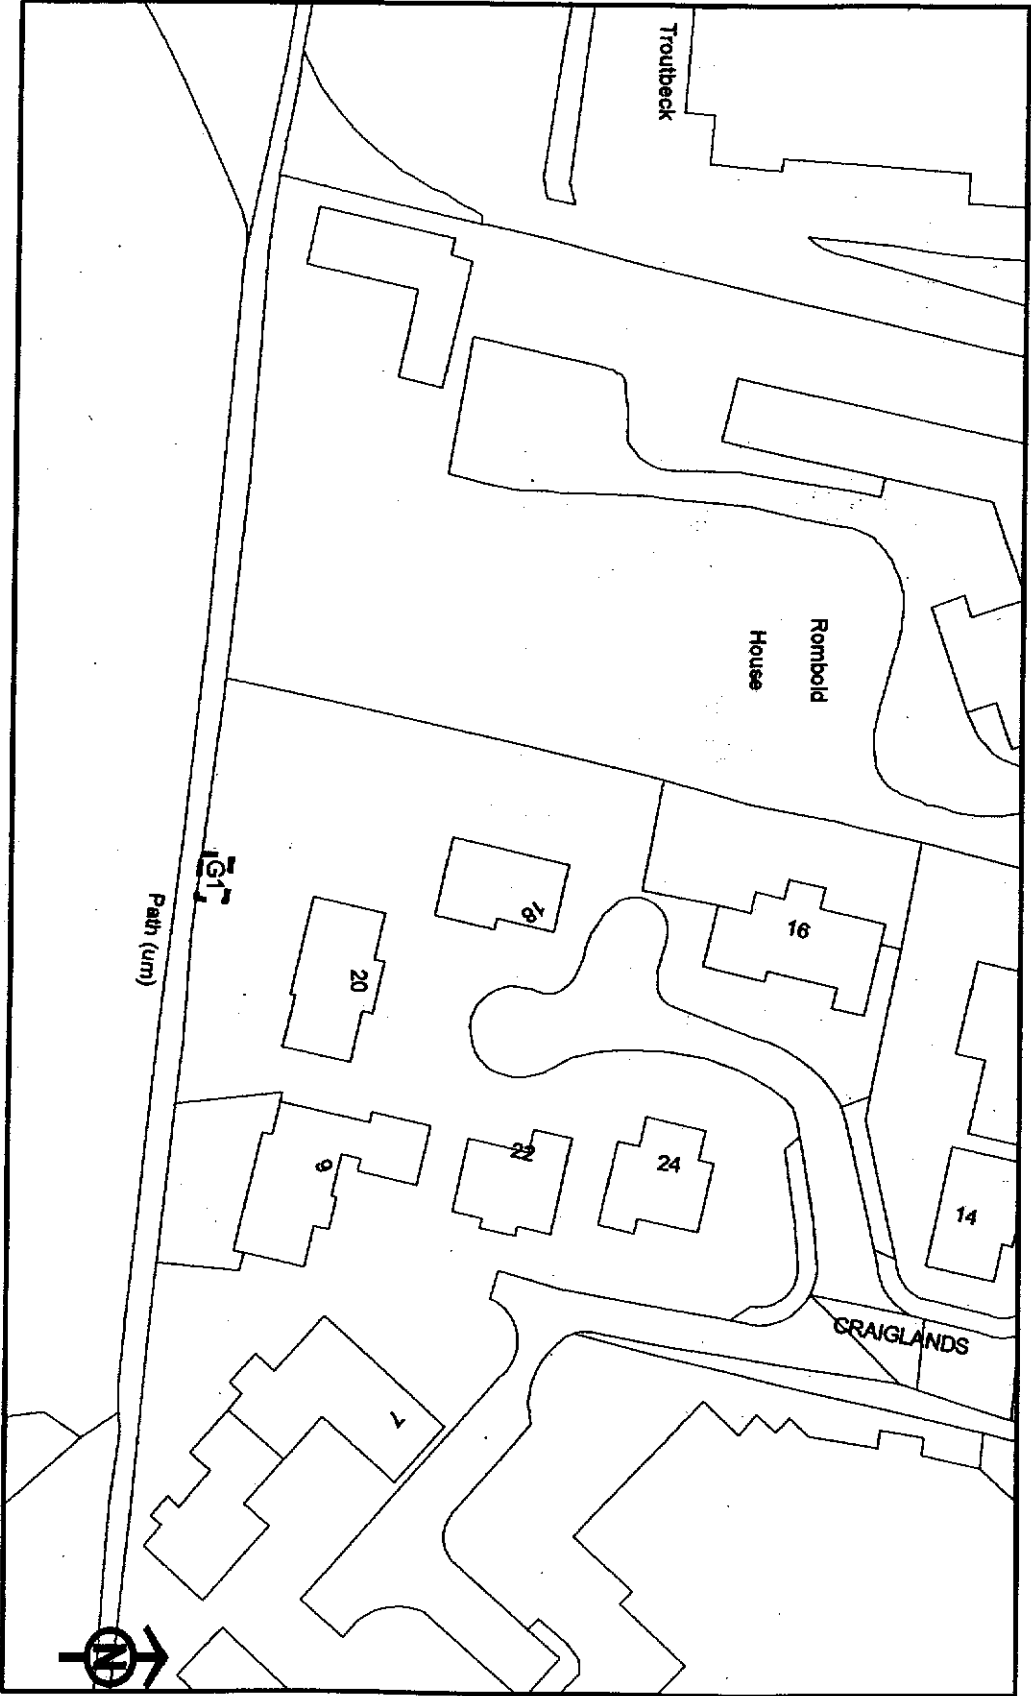 Troutbeck
Rombold
House
16
18
G1
Path (um)
20
14
24
22
9
CRAIGLANDS
7
N